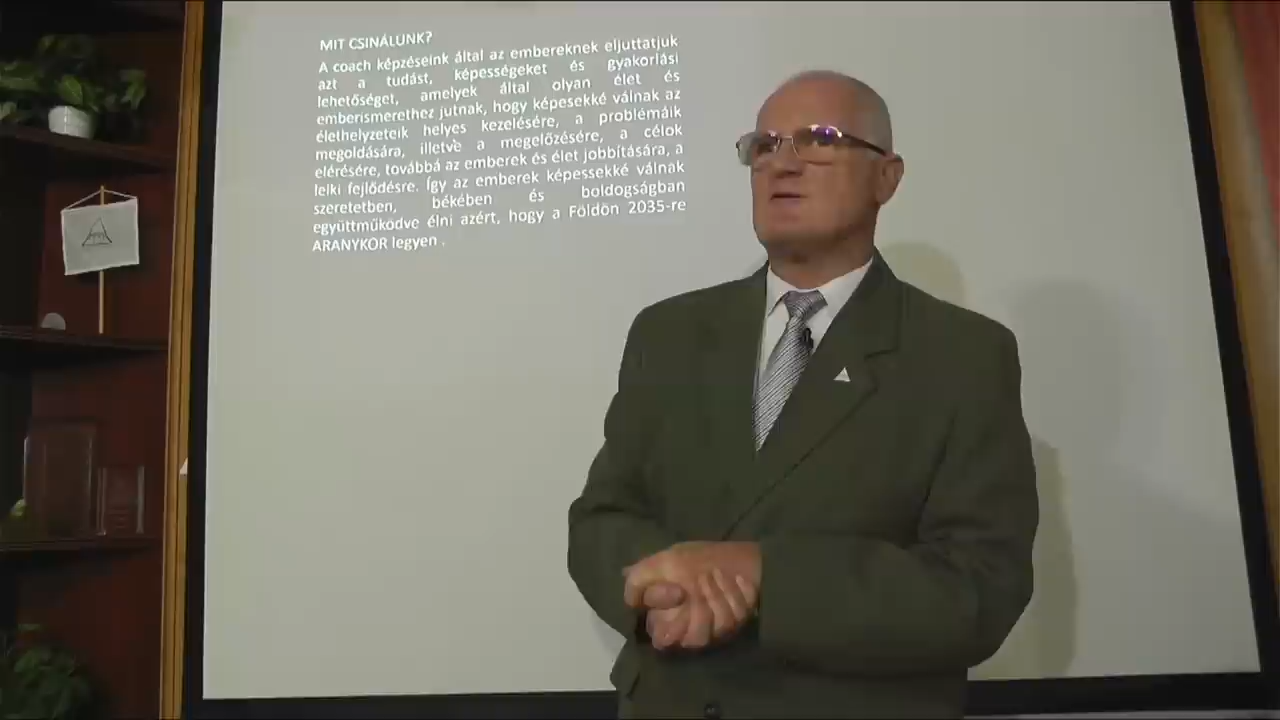 MIT CSINÁLUNK?
A coach képzéseink által az embereknek eljuttatjuk
azt a tudást, képességeket és gyakorlási
lehetőséget, amelyek által olyan élet és
emberismerethez jutnak, hogy képesekké válnak az
élethelyzeteik helyes kezelésére, a problémáik
megoldására, illetve a megelőzésére, a célok
elérésére, továbbá az emberek és élet jobbítására, a
lelki fejlődésre. Így az emberek képessekké válnak
szeretetben, békében és boldogságban
együttműködve élni azért, hogy a Földön 2035-re
ARANYKOR legyen .